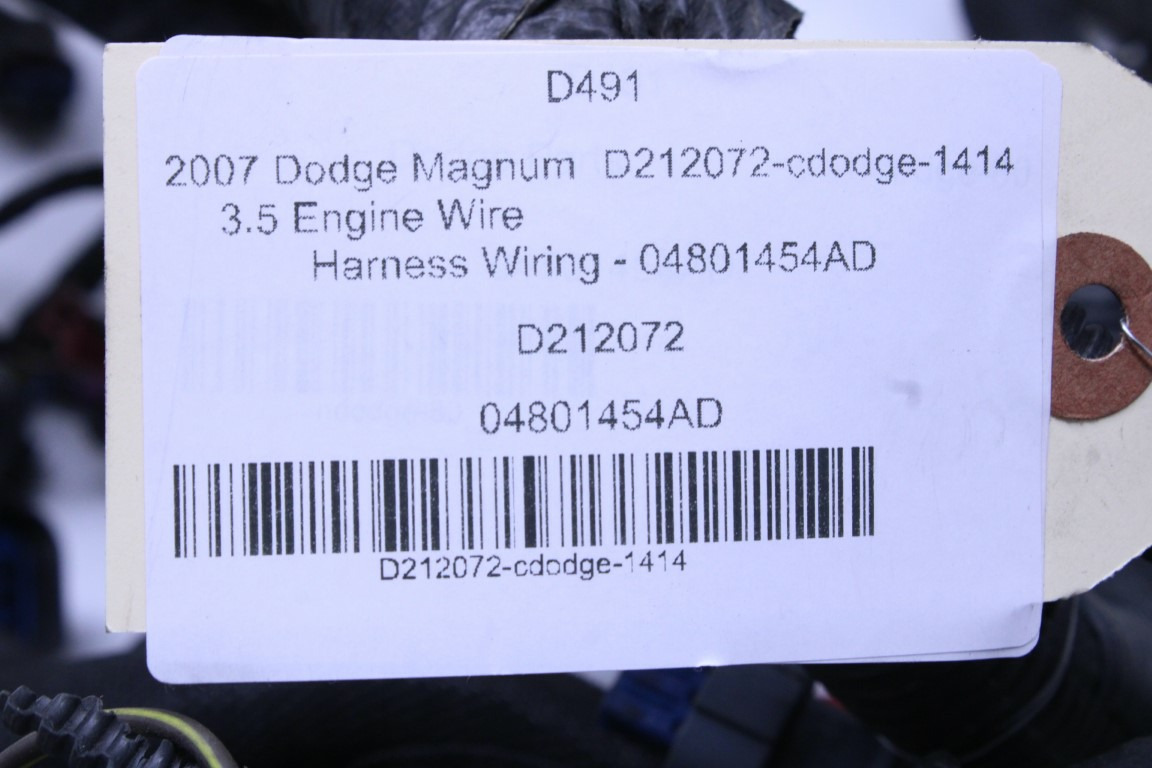 D491
2007 Dodge Magnum D212072-cdodge-1414
3.5 Engine Wire
Harness Wiring - 04801454AD
D212072
04801454AD
D212072-cdodge-1414